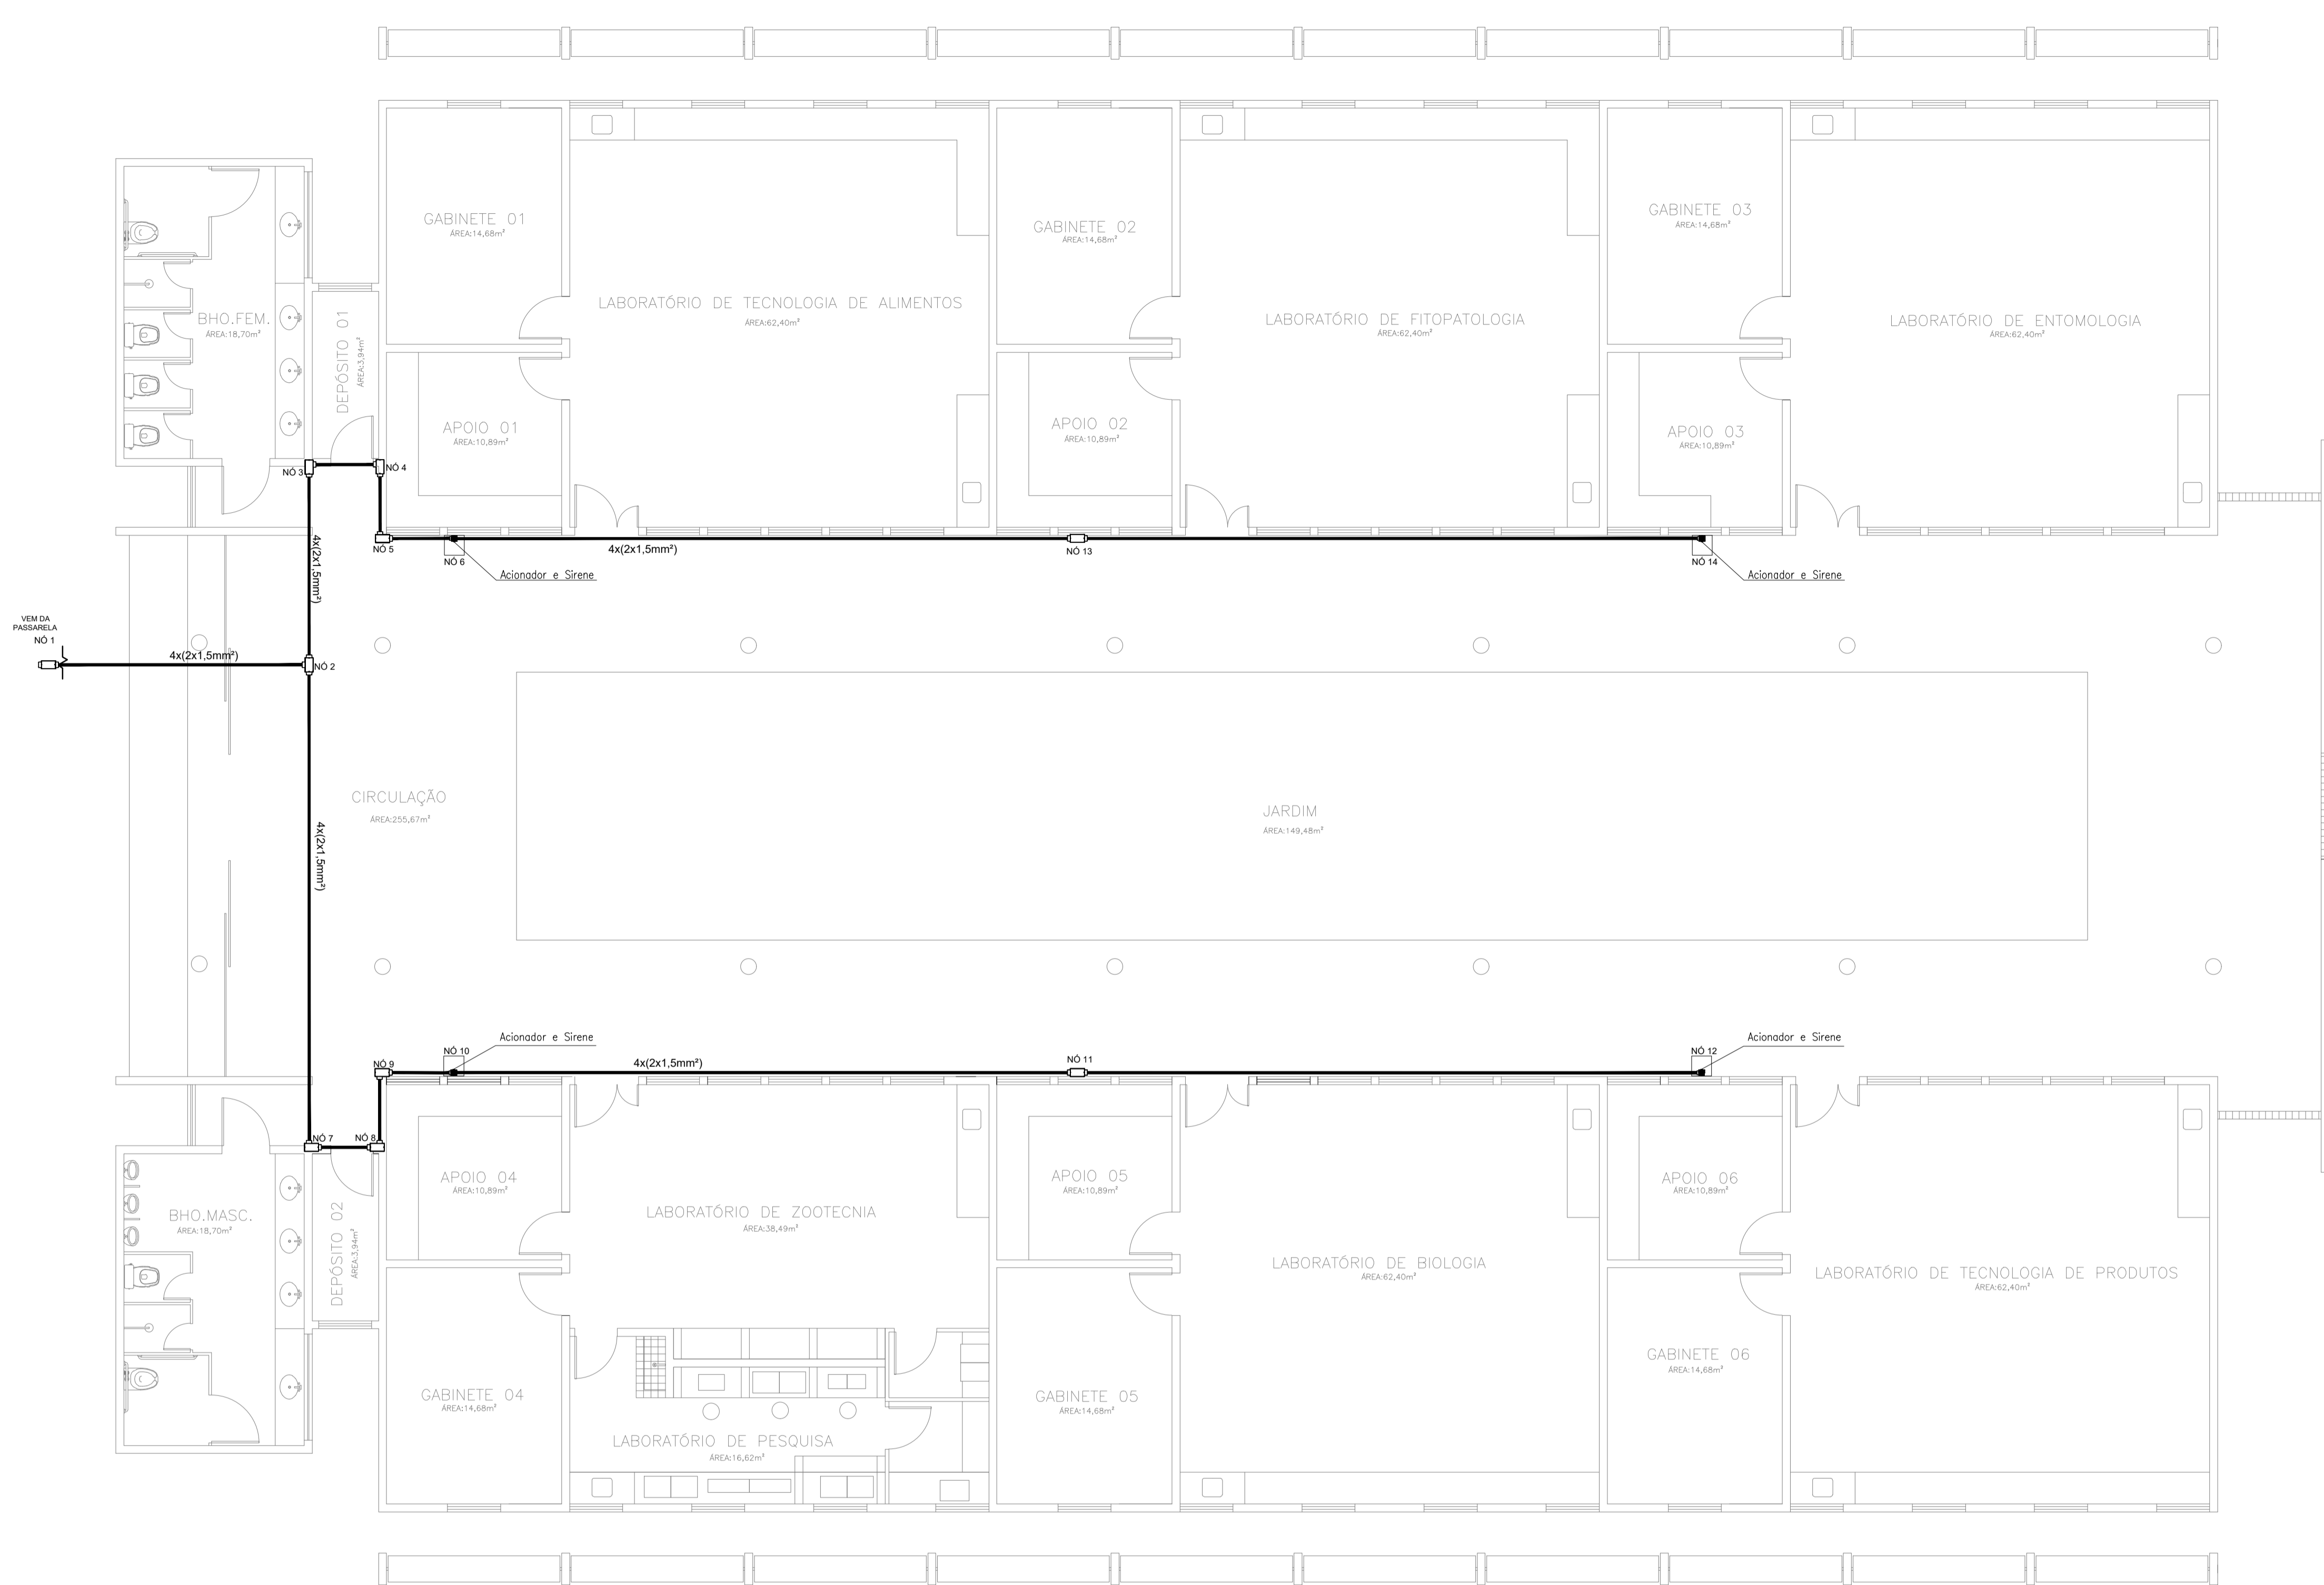 GABINETE 01
ÁREA:14,68m²
GABINETE 02
ÁREA:14,68m²
GABINETE 03
ÁREA:14,68m²
LABORATÓRIO DE TECNOLOGIA DE ALIMENTOS
ÁREA:62,40m²
LABORATÓRIO DE FITOPATOLOGIA
ÁREA:62,40m²
LABORATÓRIO DE ENTOMOLOGIA
ÁREA:62,40m²
BHO.FEM.
ÁREA:18,70m²
DEPÓSITO 01
ÁREA:3,94m²
APOIO 01
ÁREA:10,89m²
APOIO 02
ÁREA:10,89m²
APOIO 03
ÁREA:10,89m²
NÓ 3
NÓ 4
NÓ 5
NÓ 6
4x(2x1,5mm²)
NÓ 13
NÓ 14
Acionador e Sirene
Acionador e Sirene
4x(2x1,5mm²)
VEM DA
PASSARELA
NÓ 1
4x(2x1,5mm²)
NÓ 2
CIRCULAÇÃO
ÁREA:255,67m²
JARDIM
ÁREA:149,48m²
4x(2x1,5mm²)
Acionador e Sirene
Acionador e Sirene
NÓ 9
NÓ 10
4x(2x1,5mm²)
NÓ 11
NÓ 12
NÓ 7
NÓ 8
APOIO 04
ÁREA:10,89m²
APOIO 05
ÁREA:10,89m²
APOIO 06
ÁREA:10,89m²
BHO.MASC.
ÁREA:18,70m²
DEPÓSITO 02
ÁREA:3,94m²
LABORATÓRIO DE ZOOTECNIA
ÁREA:38,49m²
LABORATÓRIO DE BIOLOGIA
ÁREA:62,40m²
LABORATÓRIO DE TECNOLOGIA DE PRODUTOS
ÁREA:62,40m²
GABINETE 04
ÁREA:14,68m²
GABINETE 05
ÁREA:14,68m²
GABINETE 06
ÁREA:14,68m²
LABORATÓRIO DE PESQUISA
ÁREA:16,62m²